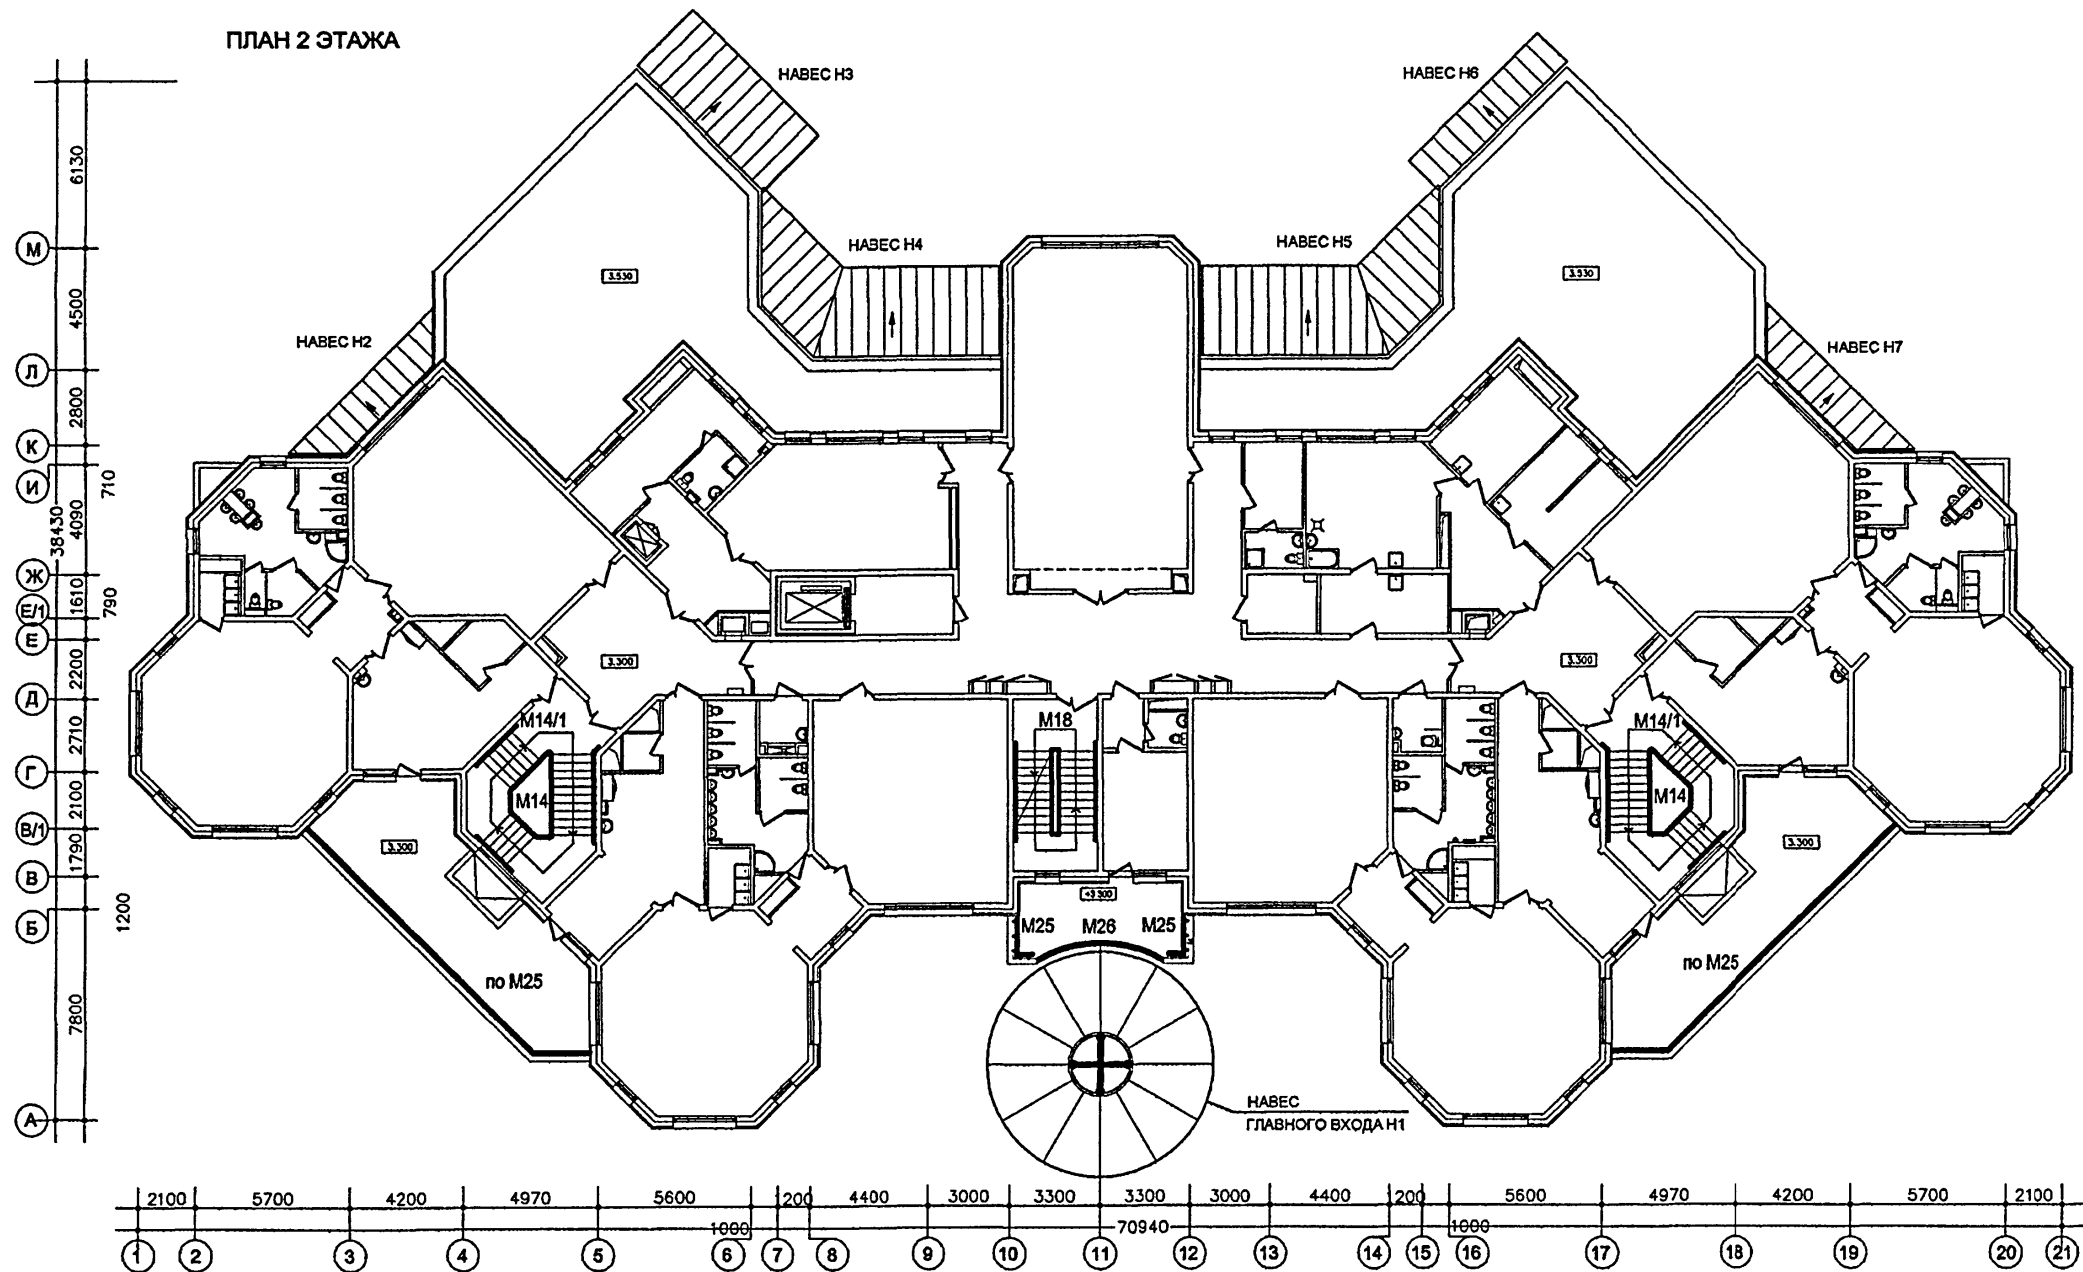 ПЛАН 2 ЭТАЖА
НАВЕС Н3
НАВЕС Н6
НАВЕС Н4
НАВЕС Н5
НАВЕС Н2
НАВЕС Н7
3.530
3.530
3.300
3.300
М14/1
М18
М14/1
М14
М14
3.300
3.300
+3.300
М25
М26
М25
по М25
по М25
НАВЕС
ГЛАВНОГО ВХОДА Н1
М
Л
К
И
Ж
Е/1
Е
Д
Г
В/1
В
Б
А
6130
4500
2800
710
4090
38430
1610
790
2200
2710
2100
1790
1200
7800
2100
5700
4200
4970
5600
1200
4400
3000
3300
3300
3000
4400
1200
5600
4970
4200
5700
2100
1000
70940
1000
1
2
3
4
5
6
7
8
9
10
11
12
13
14
15
16
17
18
19
20
21